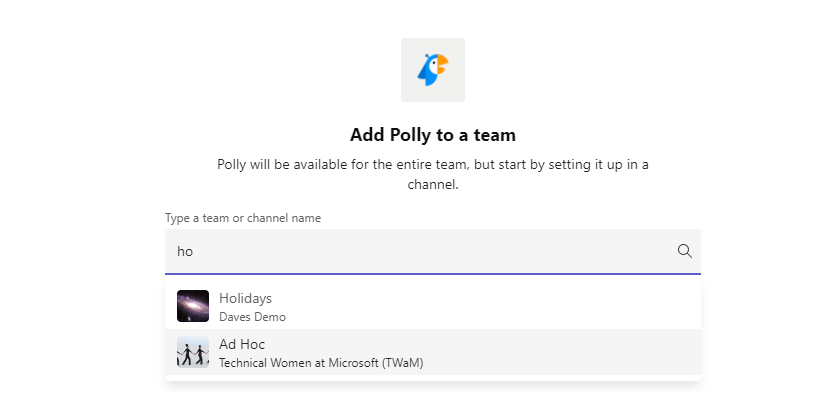 Add Polly to a team
Polly will be available for the entire team, but start by setting it up in a
channel.
Type a team or channel name
ho
Holidays
Daves Demo
Ad Hoc
Technical Women at Microsoft (TWaM)